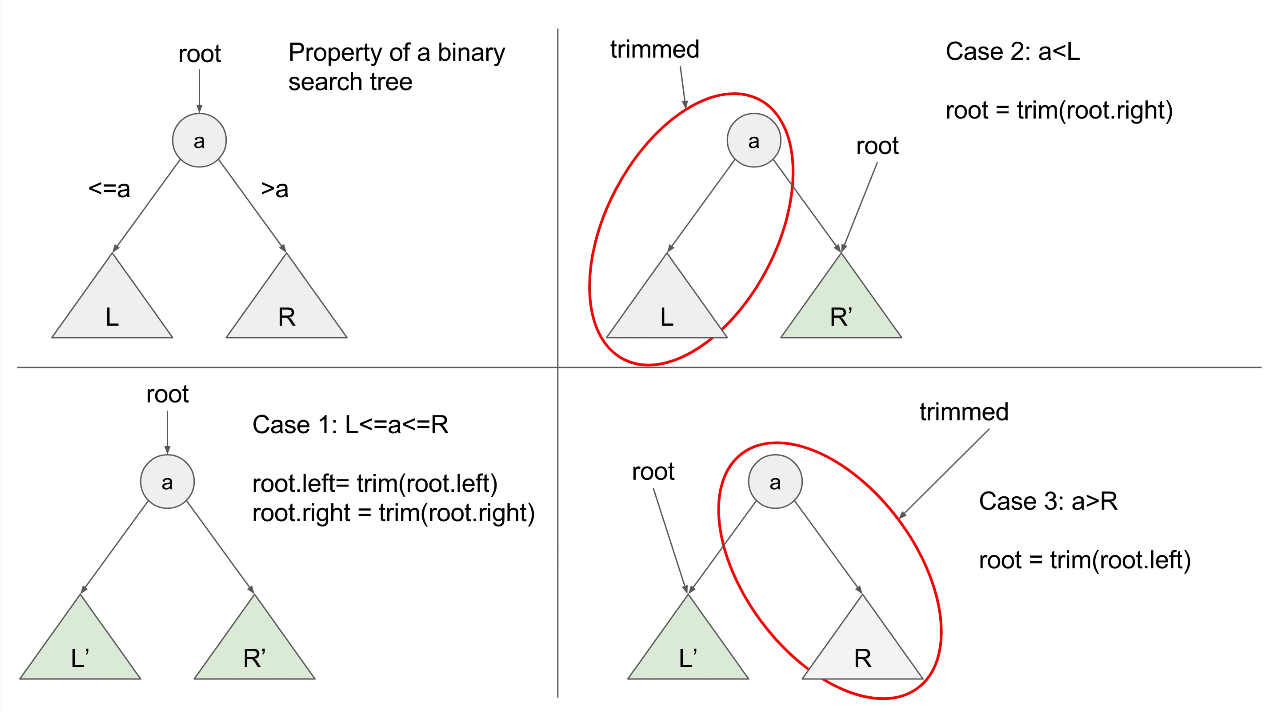 root
Property of a binary
search tree
a
<=a
>a
L
R
trimmed
Case 2: a<L
root = trim(root.right)
a
root
L
R’
root
Case 1: L<=a<=R
a
root.left= trim(root.left)
root.right = trim(root.right)
L’
R’
trimmed
root
a
Case 3: a>R
root = trim(root.left)
L’
R